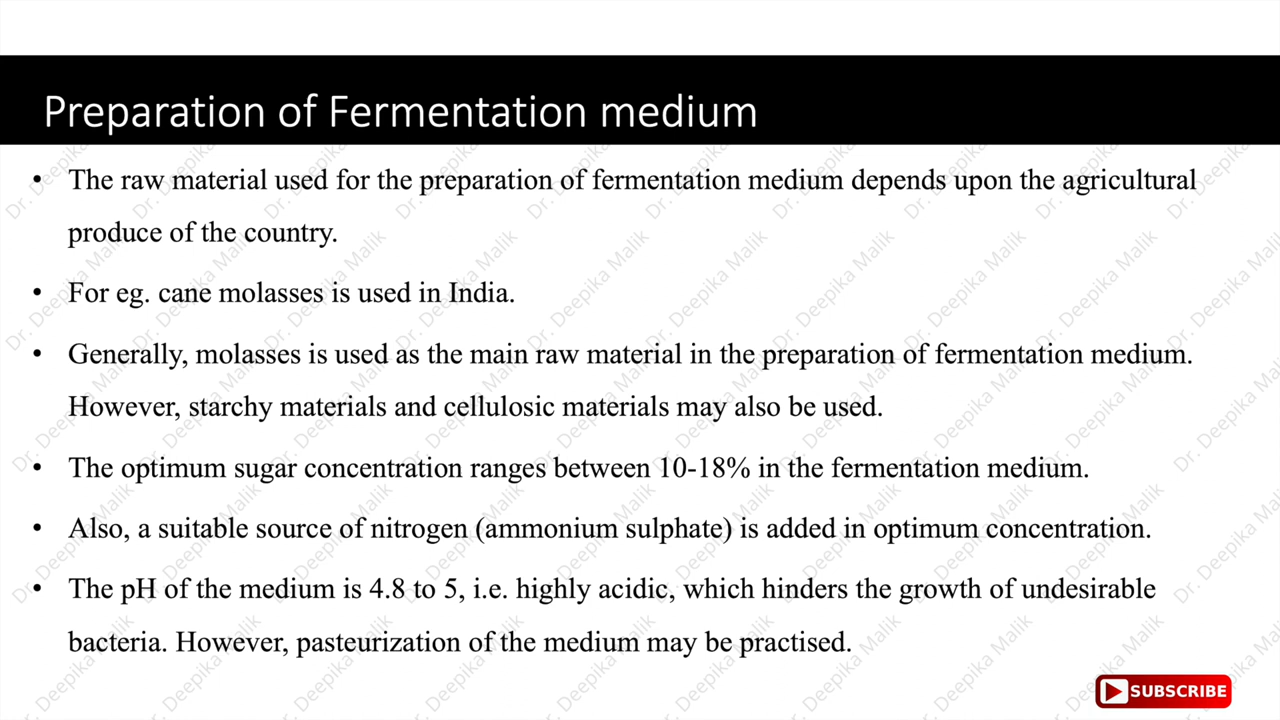 Preparation of Fermentation medium
• The raw material used for the preparation of fermentation medium depends upon the agricultural
produce of the country.
• For eg. cane molasses is used in India.
• Generally, molasses is used as the main raw material in the preparation of fermentation medium.
However, starchy materials and cellulosic materials may also be used.
• The optimum sugar concentration ranges between 10-18% in the fermentation medium.
• Also, a suitable source of nitrogen (ammonium sulphate) is added in optimum concentration.
• The pH of the medium is 4.8 to 5, i.e. highly acidic, which hinders the growth of undesirable
bacteria. However, pasteurization of the medium may be practised.
SUBSCRIBE
Dr. Deepika Malik